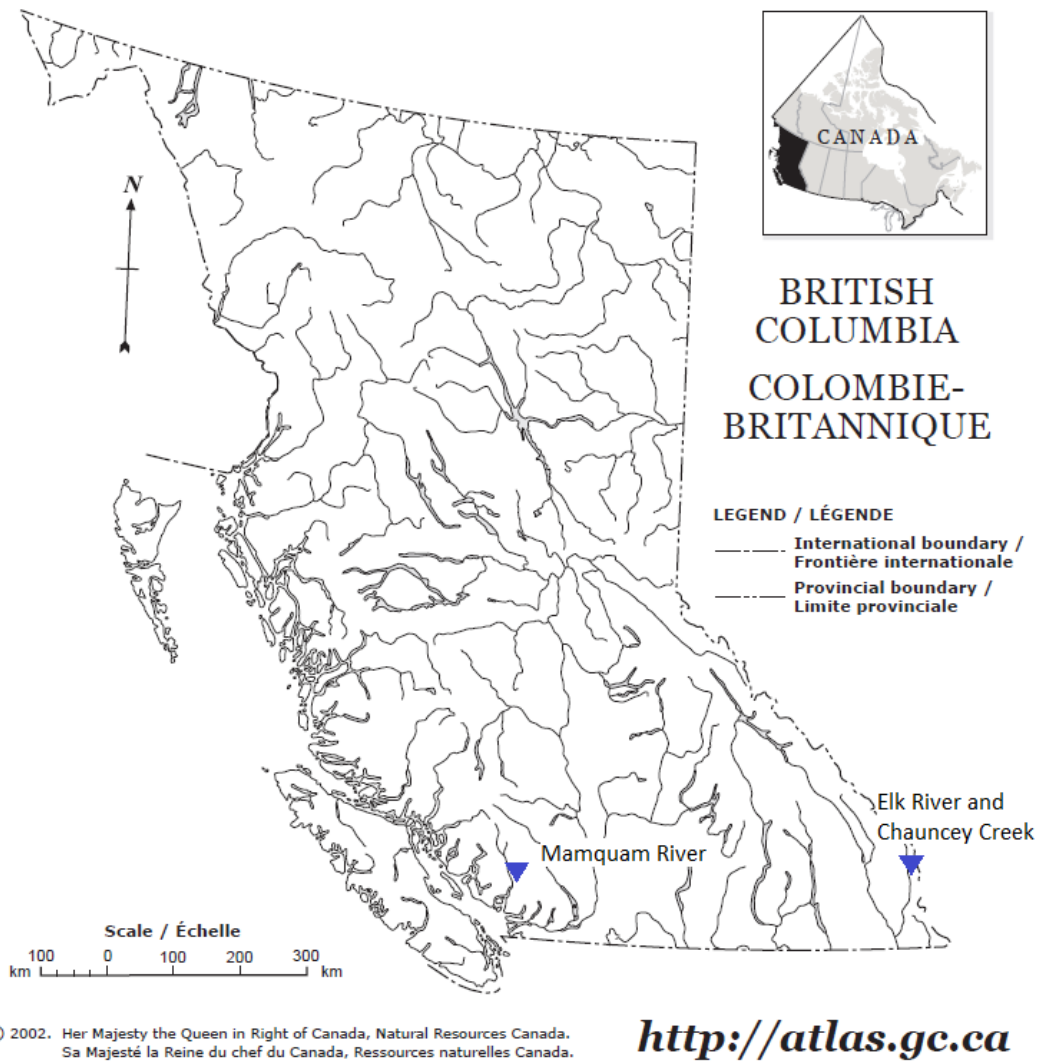 CANADA
N
BRITISH
COLUMBIA
COLOMBIE-
BRITANNIQUE
LEGEND / LÉGENDE
International boundary /
Frontière internationale
Provincial boundary /
Limite provinciale
Elk River and
Chauncey Creek
Mamquam River
Scale / Échelle
km 100 0 100 200 300 km
) 2002. Her Majesty the Queen in Right of Canada, Natural Resources Canada.
Sa Majesté la Reine du chef du Canada, Ressources naturelles Canada.
http://atlas.gc.ca